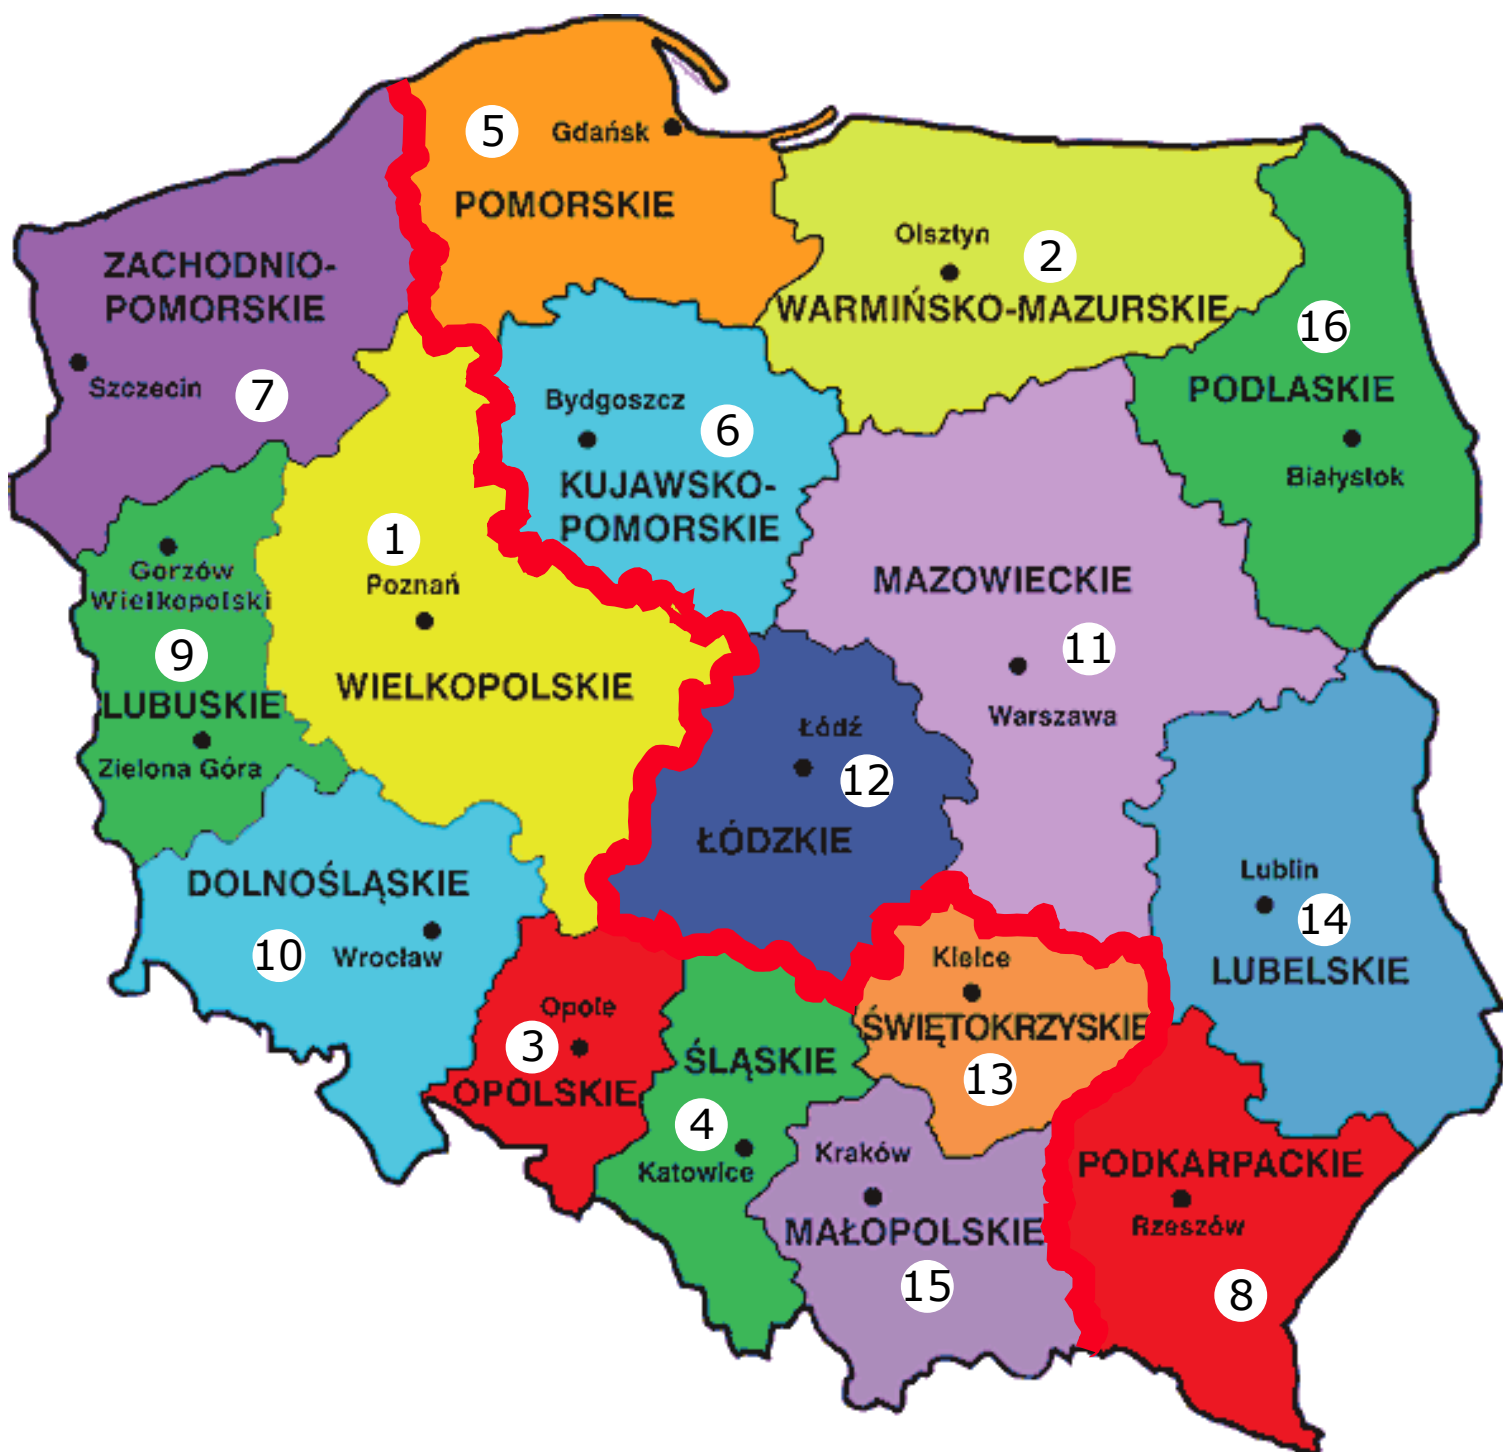 5
Gdańsk
POMORSKIE
Olsztyn
2
WARMIŃSKO-MAZURSKIE
ZACHODNIO-
POMORSKIE
Szczecin
7
16
PODLASKIE
Białystok
Bydgoszcz
6
KUJAWSKO-
POMORSKIE
1
Poznań
WIELKOPOLSKIE
Gorzów
Wielkopolski
9
LUBUSKIE
Zielona Góra
MAZOWIECKIE
11
Warszawa
Łódź
12
ŁÓDZKIE
DOLNOŚLĄSKIE
10
Wrocław
Lublin
14
LUBELSKIE
Kielce
ŚWIĘTOKRZYSKIE
13
Opole
3
OPOLSKIE
ŚLĄSKIE
4
Katowice
Kraków
MAŁOPOLSKIE
15
PODKARPACKIE
Rzeszów
8